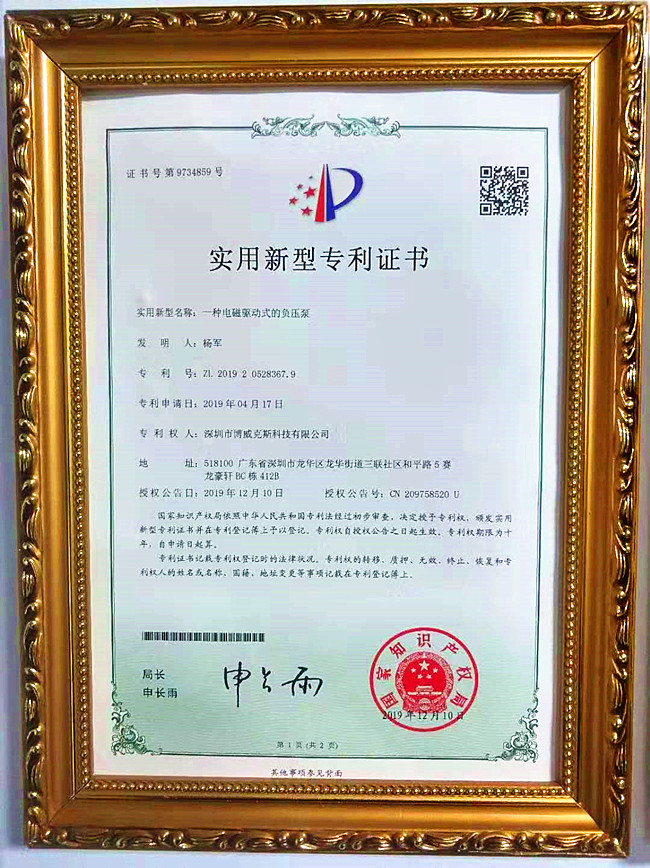 证书号第9734859号
实用新型专利证书
实用新型名称：一种电磁驱动式的负压泵
发 明 人：杨军
专 利 号：ZL 2019 2 0528367.9
专利申请日：2019年04月17日
专 利 权 人：深圳市博威克斯科技有限公司
地 址：518100 广东省深圳市龙华区龙华街道三联社区和平路5赛
龙豪轩BC栋412B
授权公告日：2019年12月10日 授权公告号：CN 209758520 U
国家知识产权局依照中华人民共和国专利法经过初步审查，决定授予专利权，颁发实用
新型专利证书并在专利登记簿上予以登记。专利权自授权公告之日起生效。专利权期限为十
年，自申请日起算。
专利证书记载专利权登记时的法律状况。专利权的转移、质押、无效、终止、恢复和专
利权人的姓名或名称、国籍、地址变更等事项记载在专利登记簿上。
局长
申长雨
申长雨
国家知识产权局
2019年12月10日
第1页(共2页)
其他事项参见背面